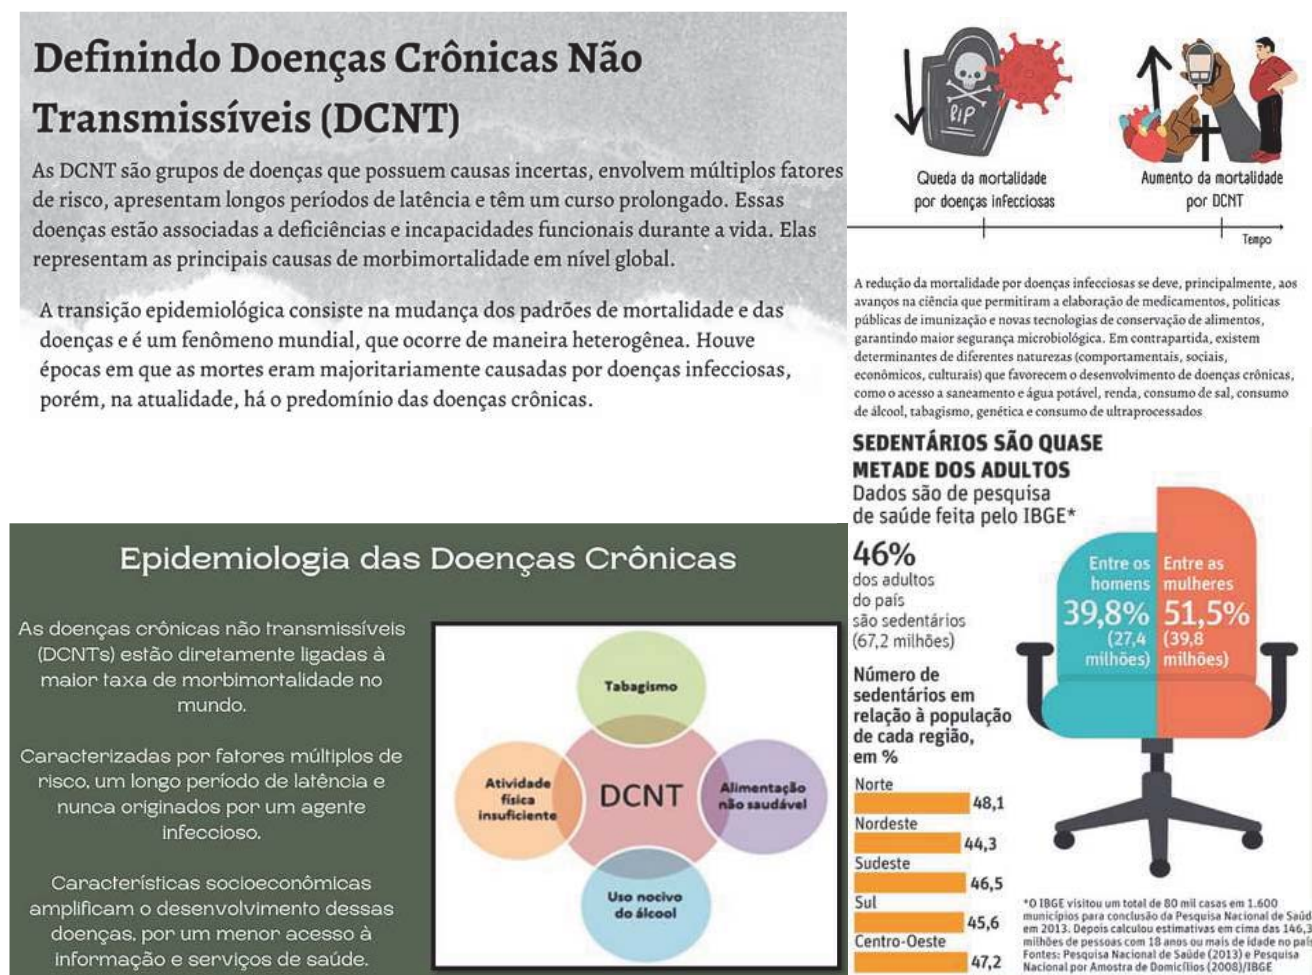 Definindo Doenças Crônicas Não
Transmissíveis (DCNT)
As DCNT são grupos de doenças que possuem causas incertas, envolvem múltiplos fatores
de risco, apresentam longos períodos de latência e têm um curso prolongado. Essas
doenças estão associadas a deficiências e incapacidades funcionais durante a vida. Elas
representam as principais causas de morbimortalidade em nível global.
A transição epidemiológica consiste na mudança dos padrões de mortalidade e das
doenças e é um fenômeno mundial, que ocorre de maneira heterogênea. Houve
épocas em que as mortes eram majoritariamente causadas por doenças infecciosas,
porém, na atualidade, há o predomínio das doenças crônicas.
RIP
Queda da mortalidade
por doenças infecciosas
Aumento da mortalidade
por DCNT
Tempo
A redução da mortalidade por doenças infecciosas se deve, principalmente, aos
avanços na ciência que permitiram a elaboração de medicamentos, políticas
públicas de imunização e novas tecnologias de conservação de alimentos,
garantindo maior segurança microbiológica. Em contrapartida, existem
determinantes de diferentes naturezas (comportamentais, sociais,
econômicos, culturais) que favorecem o desenvolvimento de doenças crônicas,
como o acesso a saneamento e água potável, renda, consumo de sal, consumo
de álcool, tabagismo, genética e consumo de ultraprocessados
Epidemiologia das Doenças Crônicas
As doenças crônicas não transmissíveis
(DCNTs) estão diretamente ligadas à
maior taxa de morbimortalidade no
mundo.
Caracterizadas por fatores múltiplos de
risco, um longo período de latência e
nunca originados por um agente
infeccioso.
Características socioeconômicas
amplificam o desenvolvimento dessas
doenças, por um menor acesso à
informação e serviços de saúde.
Tabagismo
Atividade
física
insuficiente
DCNT
Alimentação
não saudável
Uso nocivo
do álcool
SEDENTÁRIOS SÃO QUASE
METADE DOS ADULTOS
Dados são de pesquisa
de saúde feita pelo IBGE*
46%
dos adultos
do país
são sedentários
(67,2 milhões)
Entre os
homens
39,8%
(27,4
milhões)
Entre as
mulheres
51,5%
(39,8
milhões)
Número de
sedentários em
relação à população
de cada região,
em %
Norte
48,1
Nordeste
44,3
Sudeste
46,5
Sul
45,6
Centro-Oeste
47,2
*O IBGE visitou um total de 80 mil casas em 1.600
municípios para conclusão da Pesquisa Nacional de Saúd
em 2013. Depois calculou estimativas em cima das 146,3
milhões de pessoas com 18 anos ou mais de idade no país
Fontes: Pesquisa Nacional de Saúde (2013) e Pesquisa
Nacional por Amostra de Domicílios (2008)/IBGE